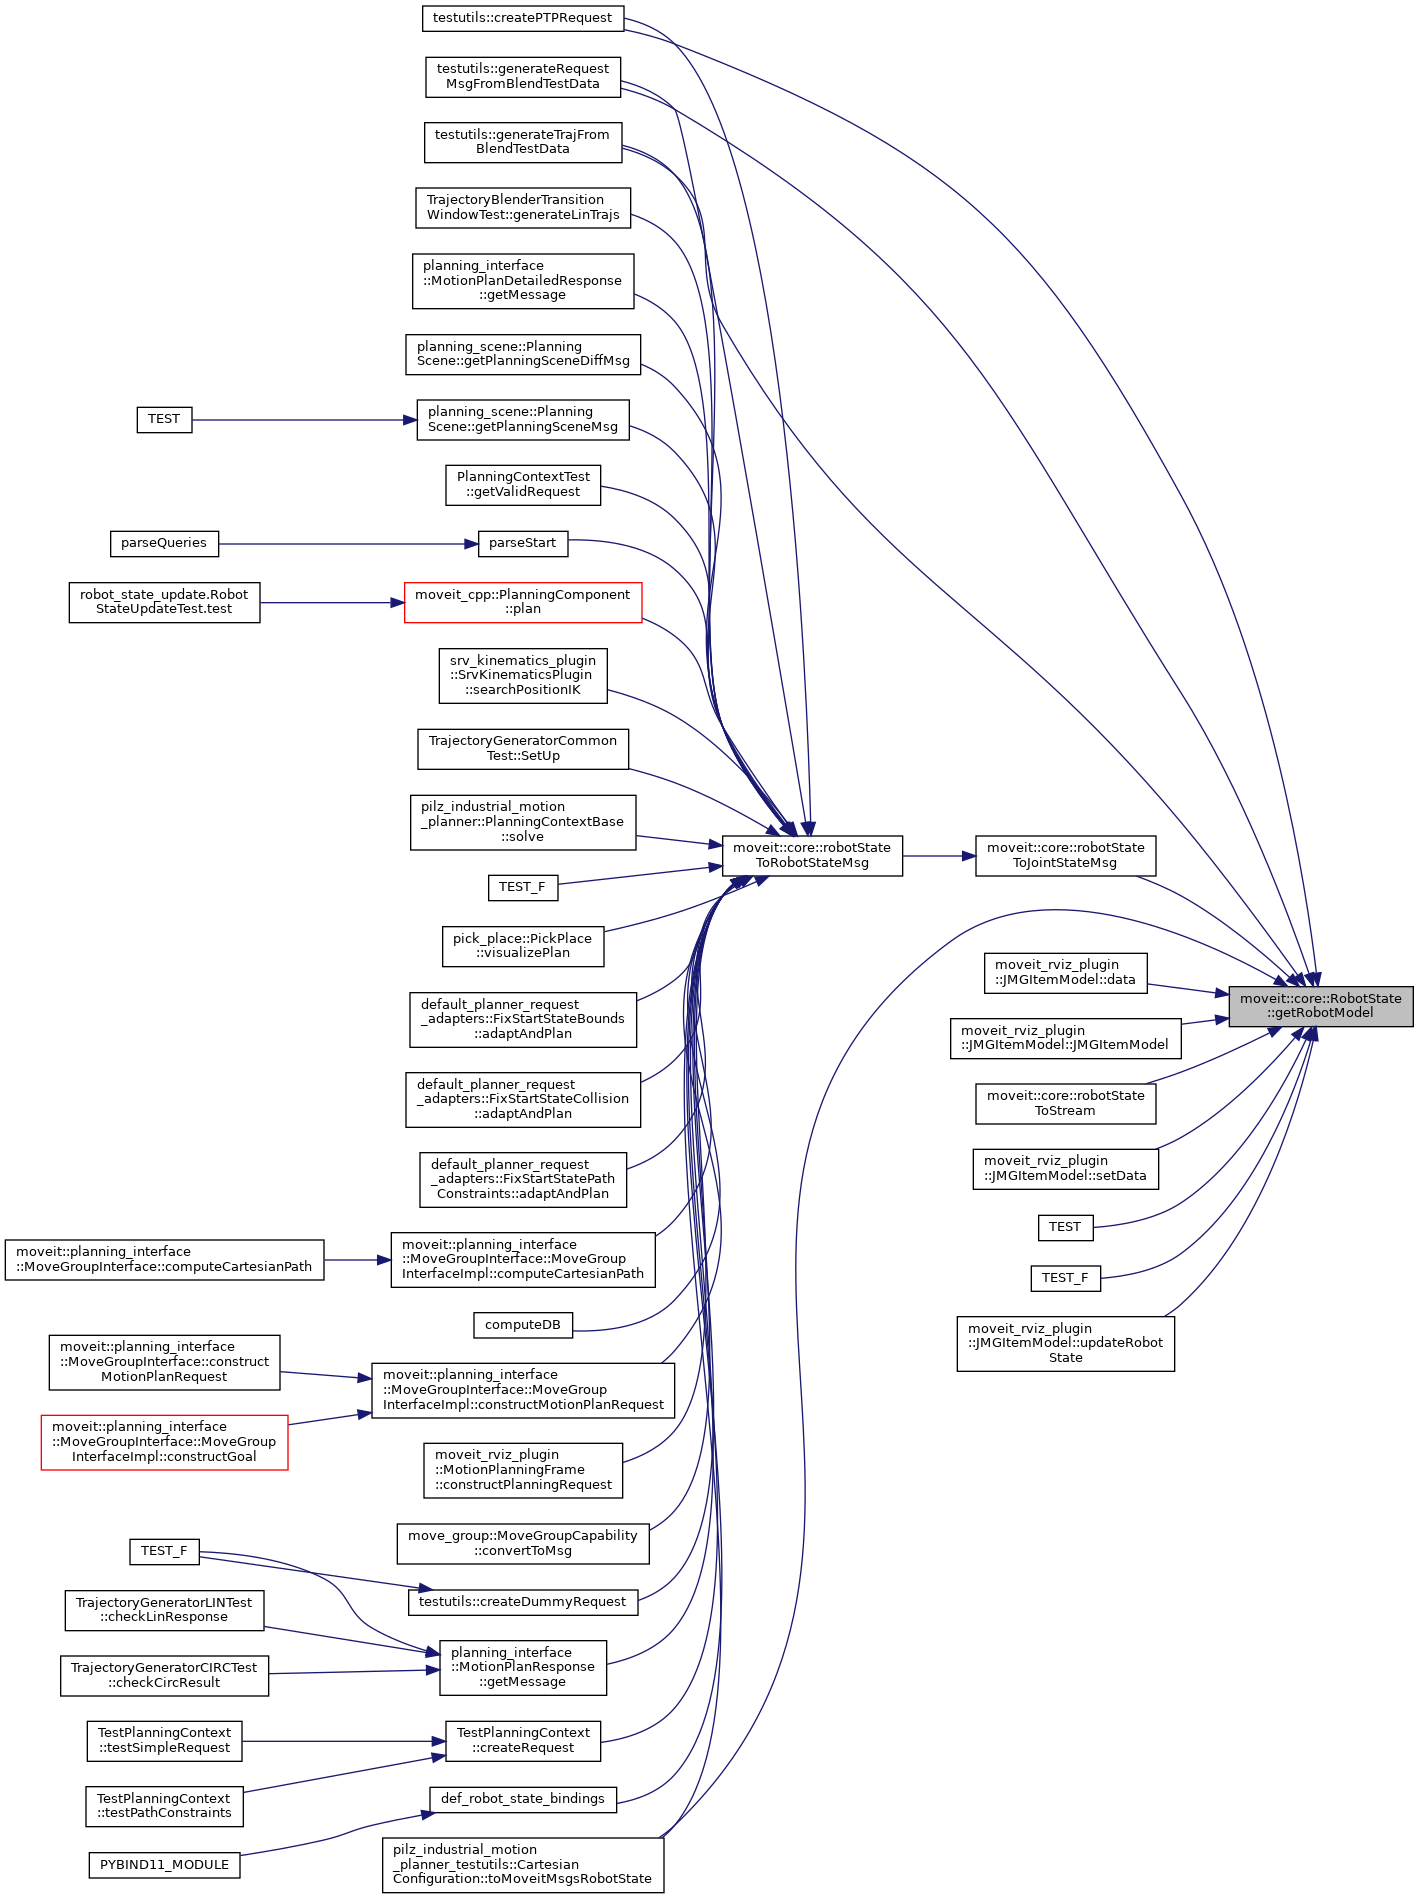 testutils::createPTPRequest
testutils::generateRequest
MsgFromBlendTestData
testutils::generateTrajFrom
BlendTestData
TrajectoryBlenderTransition
WindowTest::generateLinTrajs
planning_interface
::MotionPlanDetailedResponse
::getMessage
planning_scene::Planning
Scene::getPlanningSceneDiffMsg
TEST
planning_scene::Planning
Scene::getPlanningSceneMsg
PlanningContextTest
::getValidRequest
parseQueries
parseStart
robot_state_update.Robot
StateUpdateTest.test
moveit_cpp::PlanningComponent
::plan
srv_kinematics_plugin
::SrvKinematicsPlugin
::searchPositionIK
TrajectoryGeneratorCommon
Test::SetUp
pilz_industrial_motion
_planner::PlanningContextBase
::solve
TEST_F
pick_place::PickPlace
::visualizePlan
moveit::core::robotState
ToRobotStateMsg
moveit::core::robotState
ToJointStateMsg
moveit_rviz_plugin
::JMGItemModel::data
moveit::core::RobotState
::getRobotModel
moveit_rviz_plugin
::JMGItemModel::JMGItemModel
moveit::core::robotState
ToStream
moveit_rviz_plugin
::JMGItemModel::setData
TEST
TEST_F
moveit_rviz_plugin
::JMGItemModel::updateRobot
State
default_planner_request
_adapters::FixStartStateBounds
::adaptAndPlan
default_planner_request
_adapters::FixStartStateCollision
::adaptAndPlan
default_planner_request
_adapters::FixStartStatePath
Constraints::adaptAndPlan
moveit::planning_interface
::MoveGroupInterface::computeCartesianPath
moveit::planning_interface
::MoveGroupInterface::MoveGroup
InterfaceImpl::computeCartesianPath
computeDB
moveit::planning_interface
::MoveGroupInterface::construct
MotionPlanRequest
moveit::planning_interface
::MoveGroupInterface::MoveGroup
InterfaceImpl::constructMotionPlanRequest
moveit::planning_interface
::MoveGroupInterface::MoveGroup
InterfaceImpl::constructGoal
moveit_rviz_plugin
::MotionPlanningFrame
::constructPlanningRequest
move_group::MoveGroupCapability
::convertToMsg
TEST_F
testutils::createDummyRequest
TrajectoryGeneratorLINTest
::checkLinResponse
planning_interface
::MotionPlanResponse
::getMessage
TrajectoryGeneratorCIRCTest
::checkCircResult
TestPlanningContext
::testSimpleRequest
TestPlanningContext
::createRequest
TestPlanningContext
::testPathConstraints
def_robot_state_bindings
PYBIND11_MODULE
pilz_industrial_motion
_planner_testutils::Cartesian
Configuration::toMoveitMsgsRobotState